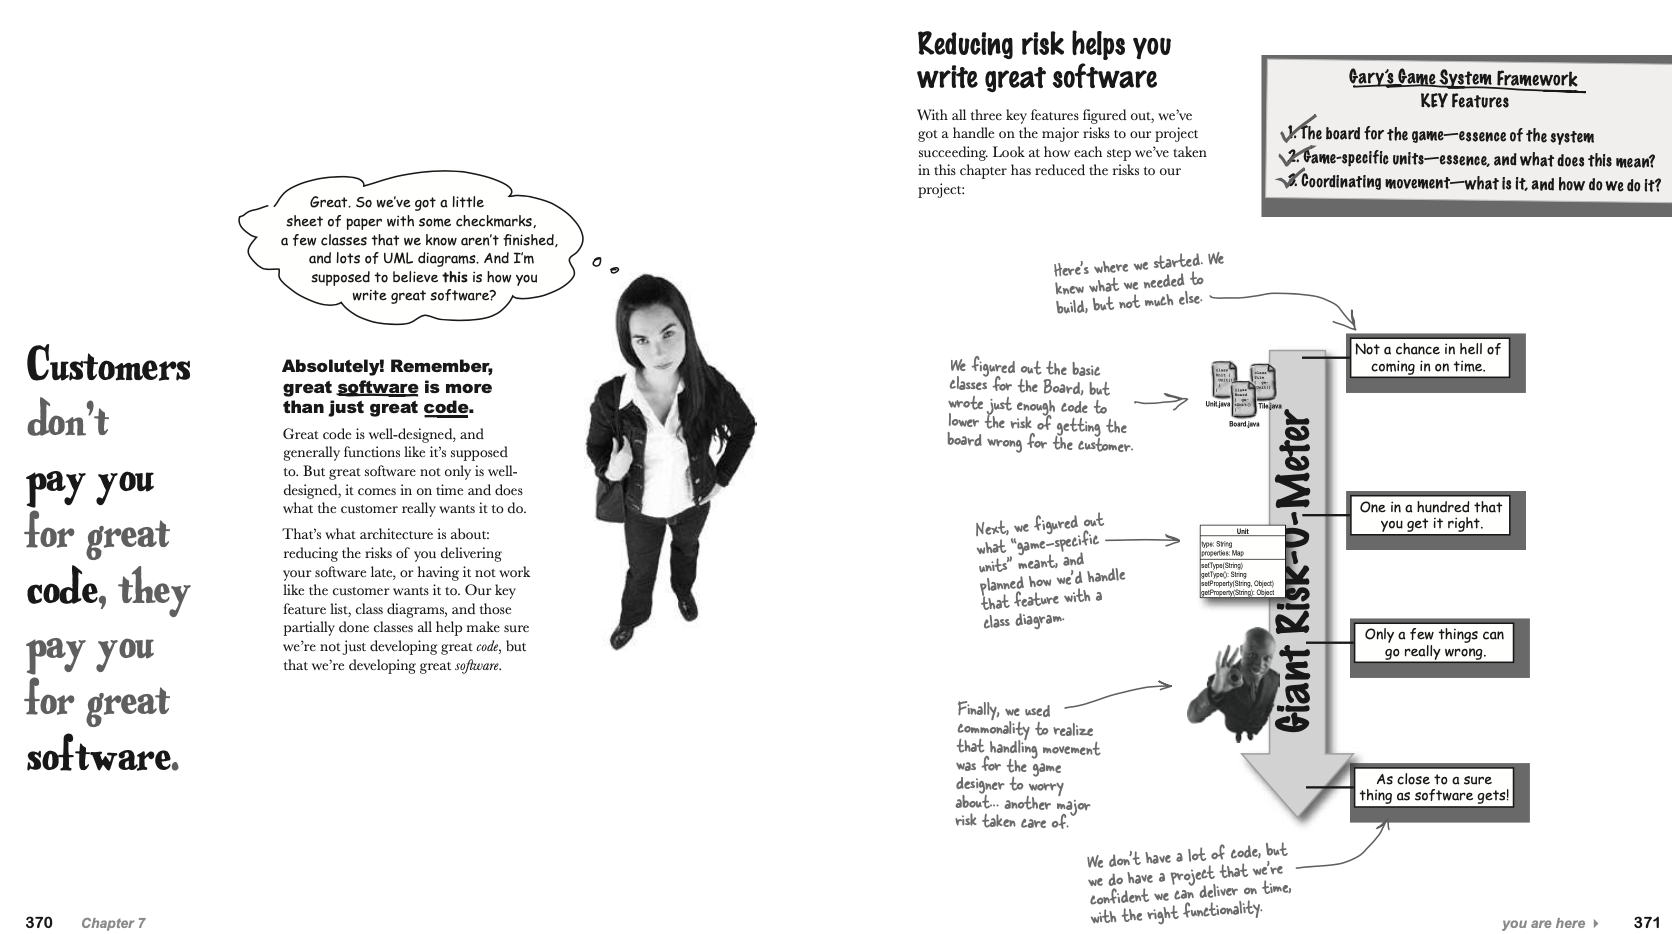 Great. So we've got a little
sheet of paper with some checkmarks,
a few classes that we know aren't finished,
and lots of UML diagrams. And I'm
supposed to believe this is how you
write great software?
Customers
don't
pay you
for great
code, they
pay you
for great
software.
Absolutely! Remember,
great software is more
than just great code.
Great code is well-designed, and
generally functions like it's supposed
to. But great software not only is well-
designed, it comes in on time and does
what the customer really wants it to do.
That's what architecture is about:
reducing the risks of you delivering
your software late, or having it not work
like the customer wants it to. Our key
feature list, class diagrams, and those
partially done classes all help make sure
we're not just developing great code, but
that we're developing great software.
370 Chapter 7
Reducing risk helps you
write great software
With all three key features figured out, we've
got a handle on the major risks to our project
succeeding. Look at how each step we've taken
in this chapter has reduced the risks to our
project:
Gary's Game System Framework
KEY Features
1. The board for the game—essence of the system
2. Game-specific units—essence, and what does this mean?
3. Coordinating movement—what is it, and how do we do it?
Here's where we started. We
knew what we needed to
build, but not much else.
Not a chance in hell of
coming in on time.
We figured out the basic
classes for the Board, but
wrote just enough code to
lower the risk of getting the
board wrong for the customer.
Unit.java
Tile.java
Board.java
Giant Risk-O-Meter
One in a hundred that
you get it right.
Next, we figured out
what "game-specific
units" meant, and
planned how we'd handle
that feature with a
class diagram.
Unit
type: String
properties: Map
setType(String)
getType(): String
setProperty(String, Object)
getProperty(String): Object
Only a few things can
go really wrong.
Finally, we used
commonality to realize
that handling movement
was for the game
designer to worry
about... another major
risk taken care of.
As close to a sure
thing as software gets!
We don't have a lot of code, but
we do have a project that we're
confident we can deliver on time,
with the right functionality.
you are here 371